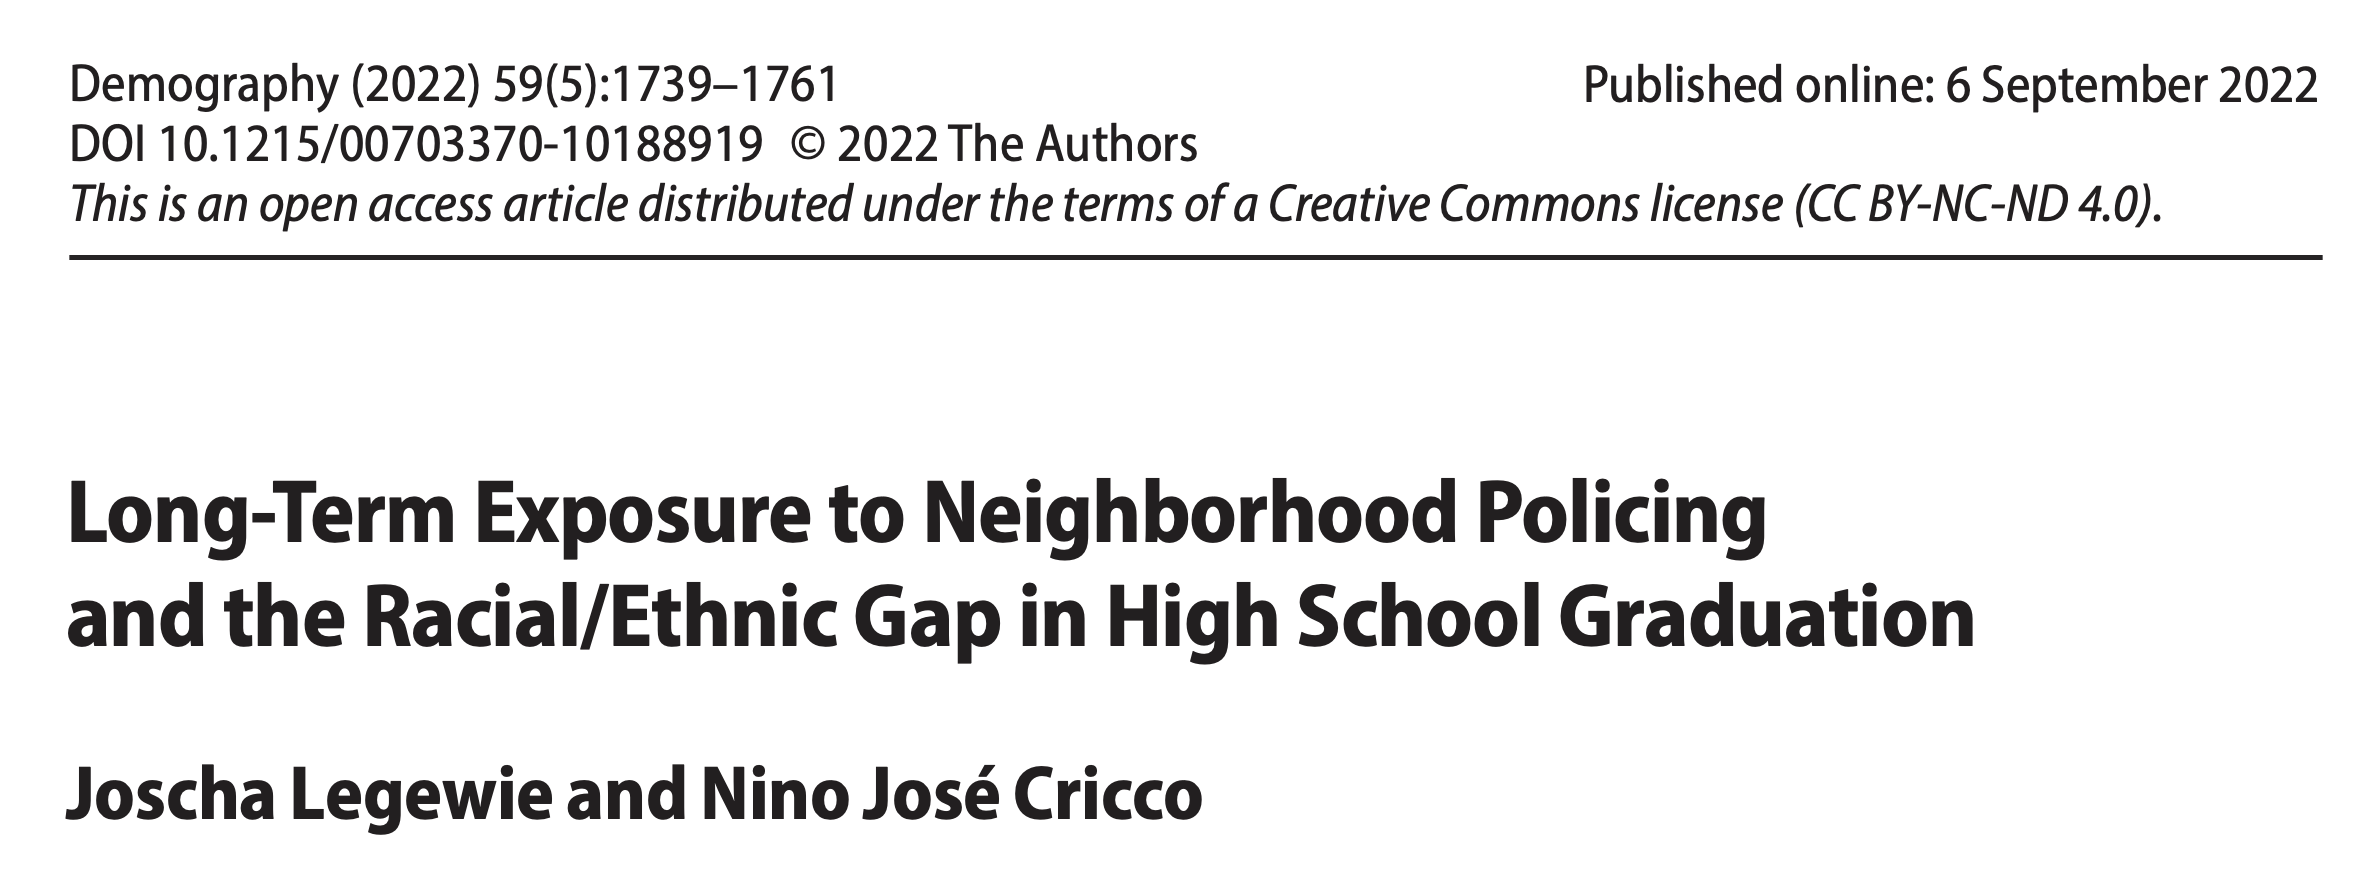 Demography (2022) 59(5):1739–1761 Published online: 6 September 2022
DOI 10.1215/00703370-10188919 © 2022 The Authors
This is an open access article distributed under the terms of a Creative Commons license (CC BY-NC-ND 4.0).
Long-Term Exposure to Neighborhood Policing
and the Racial/Ethnic Gap in High School Graduation
Joscha Legewie and Nino José Cricco